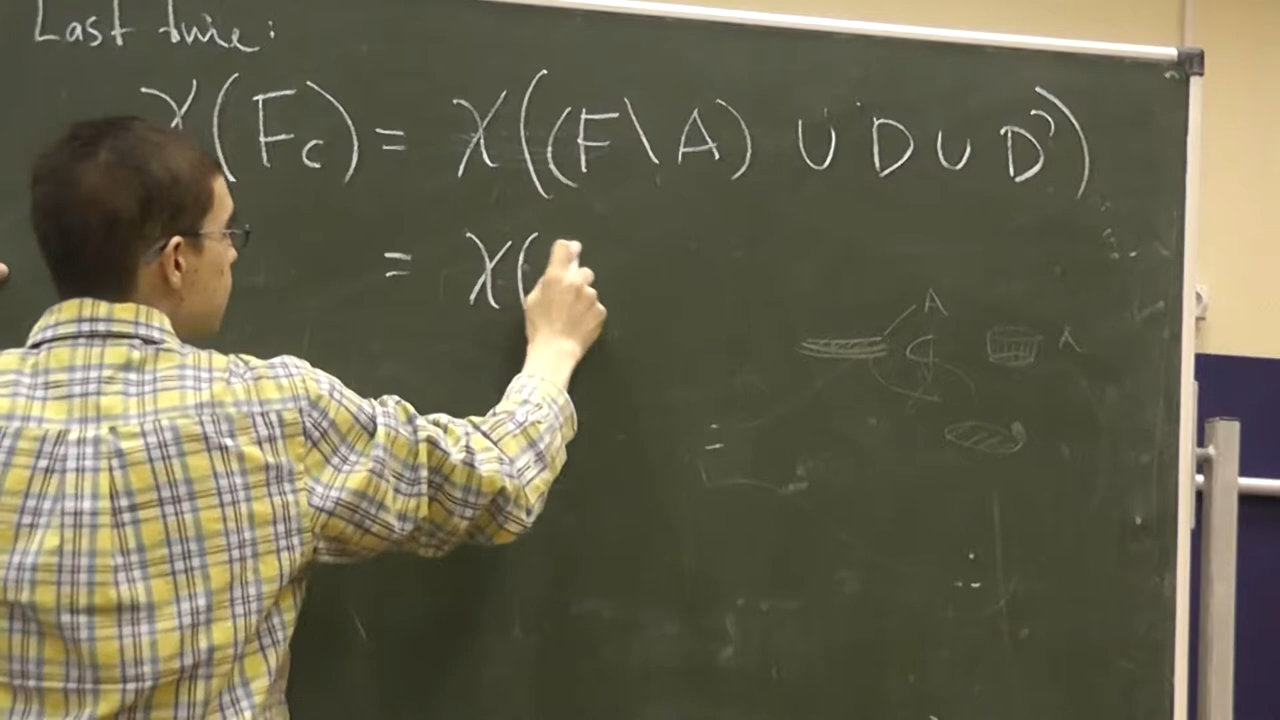 Last time:
χ(F_c) = χ((F\A) ∪ D ∪ D'))
= χ(
A
A